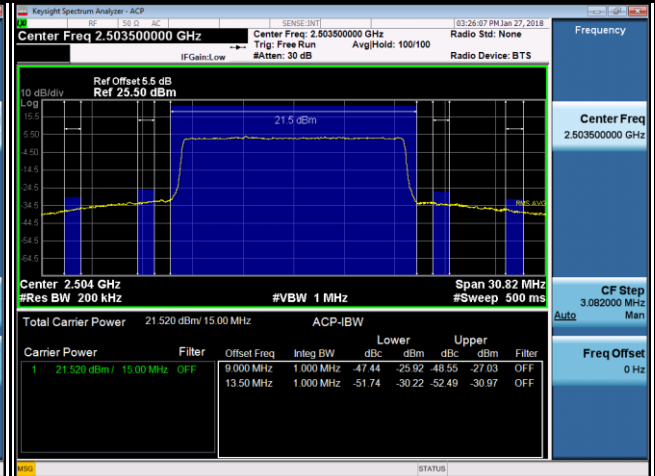 Keysight Spectrum Analyzer - ACP
RF 50 Ω AC SENSE:INT 03:26:07 PM Jan 27, 2018
Center Freq 2.503500000 GHz Center Freq: 2.503500000 GHz Radio Std: None
Trig: Free Run Avg|Hold: 100/100
IFGain:Low #Atten: 30 dB Radio Device: BTS
Ref Offset 5.5 dB
10 dB/div Ref 25.50 dBm
Log
15.5
5.50
-4.50
-14.5
-24.5
-34.5
-44.5
-54.5
-64.5
21.5 dBm
RMS AVG
Center 2.504 GHz Span 30.82 MHz
#Res BW 200 kHz #VBW 1 MHz #Sweep 500 ms
Total Carrier Power 21.520 dBm/ 15.00 MHz ACP-IBW
Lower Upper
Carrier Power Filter Offset Freq Integ BW dBc dBm dBc dBm Filter
1 21.520 dBm / 15.00 MHz OFF 9.000 MHz 1.000 MHz -47.44 -25.92 -48.55 -27.03 OFF
13.50 MHz 1.000 MHz -51.74 -30.22 -52.49 -30.97 OFF
MSG STATUS
Frequency
Center Freq
2.503500000 GHz
CF Step
3.082000 MHz
Auto Man
Freq Offset
0 Hz